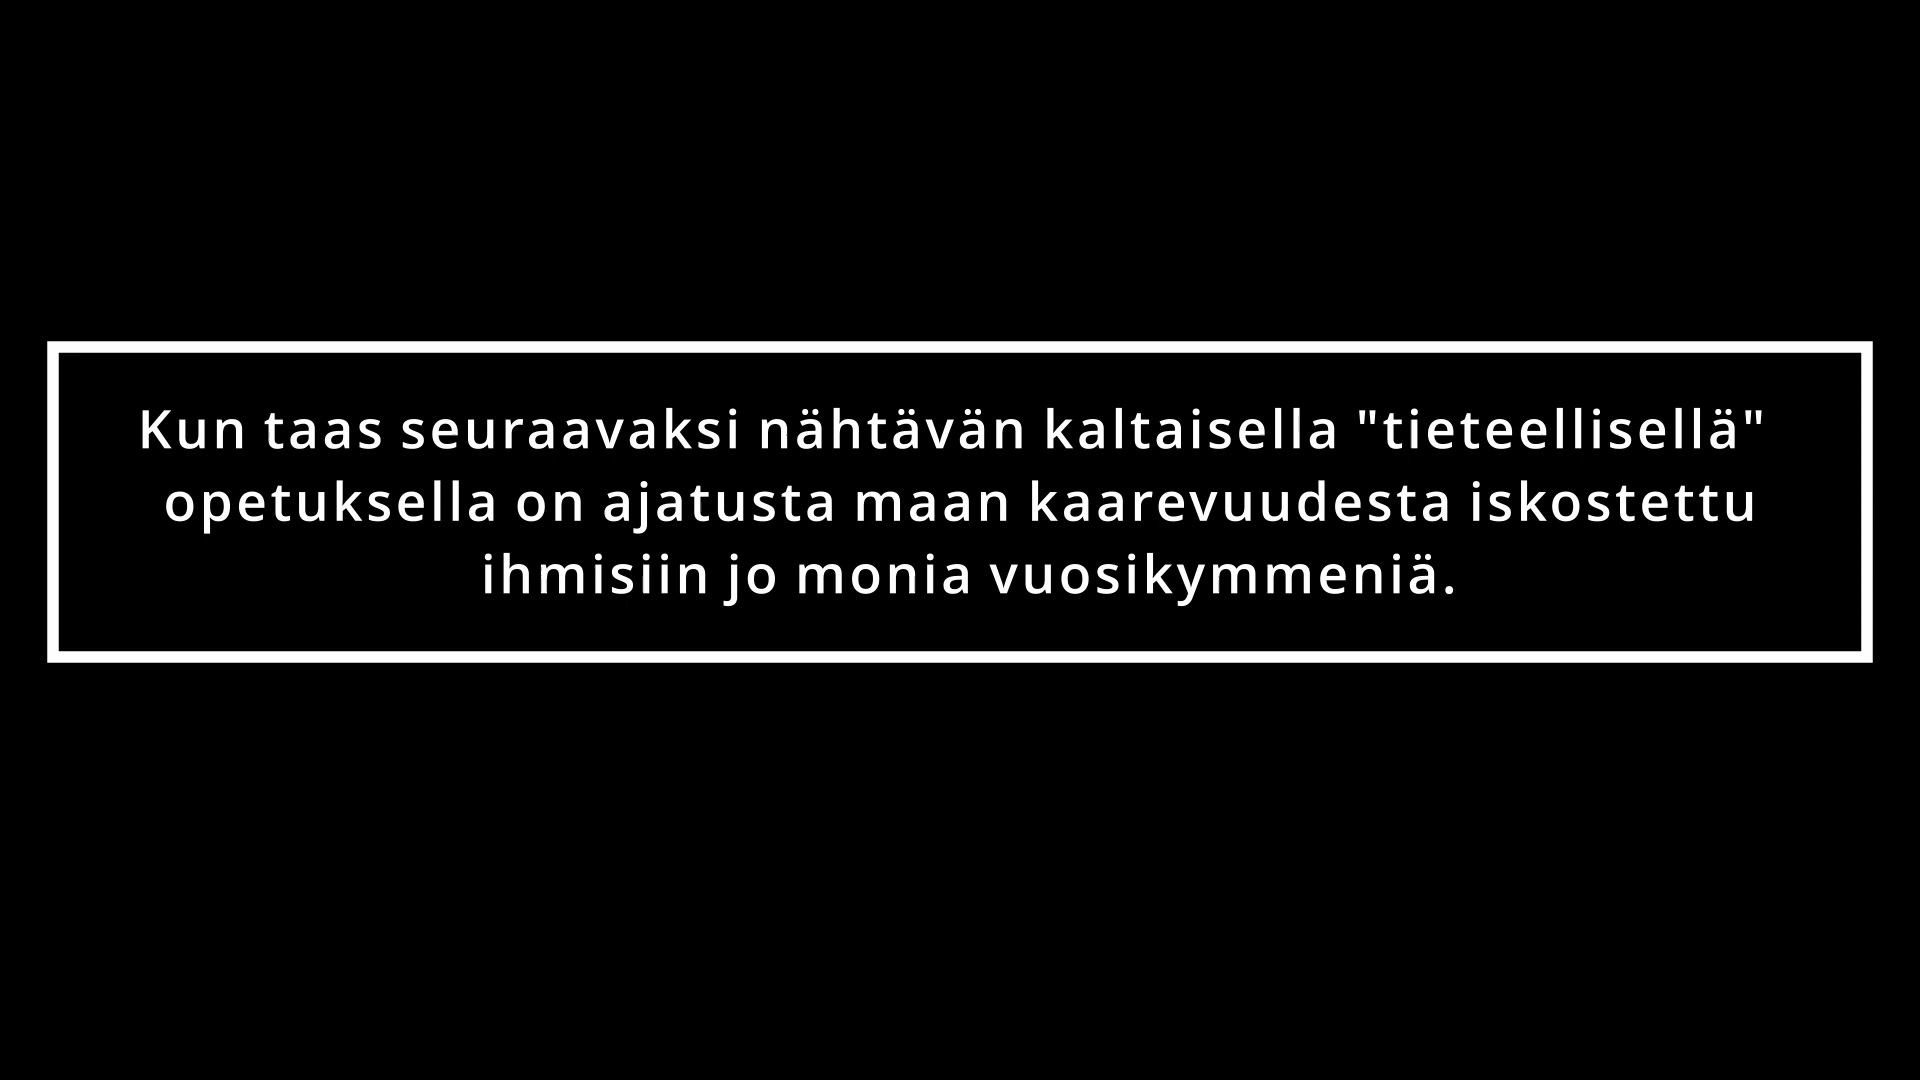 Kun taas seuraavaksi nähtävän kaltaisella "tieteellisellä"
opetuksella on ajatusta maan kaarevuudesta iskostettu
ihmisiin jo monia vuosikymmeniä.